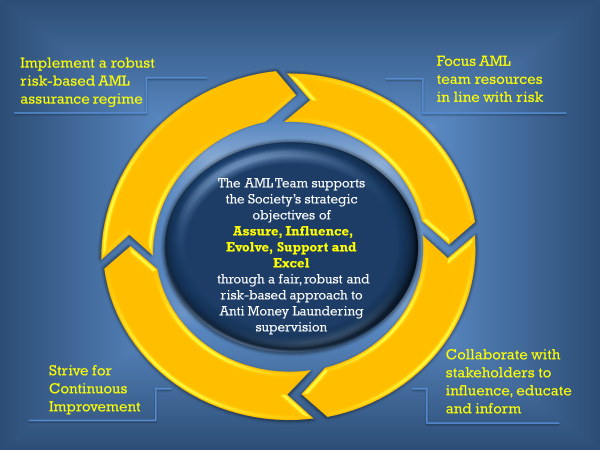 Implement a robust
risk-based AML
assurance regime
Focus AML
team resources
in line with risk
The AML Team supports
the Society's strategic
objectives of
Assure, Influence,
Evolve, Support and
Excel
through a fair, robust and
risk-based approach to
Anti Money Laundering
supervision
Strive for
Continuous
Improvement
Collaborate with
stakeholders to
influence, educate
and inform